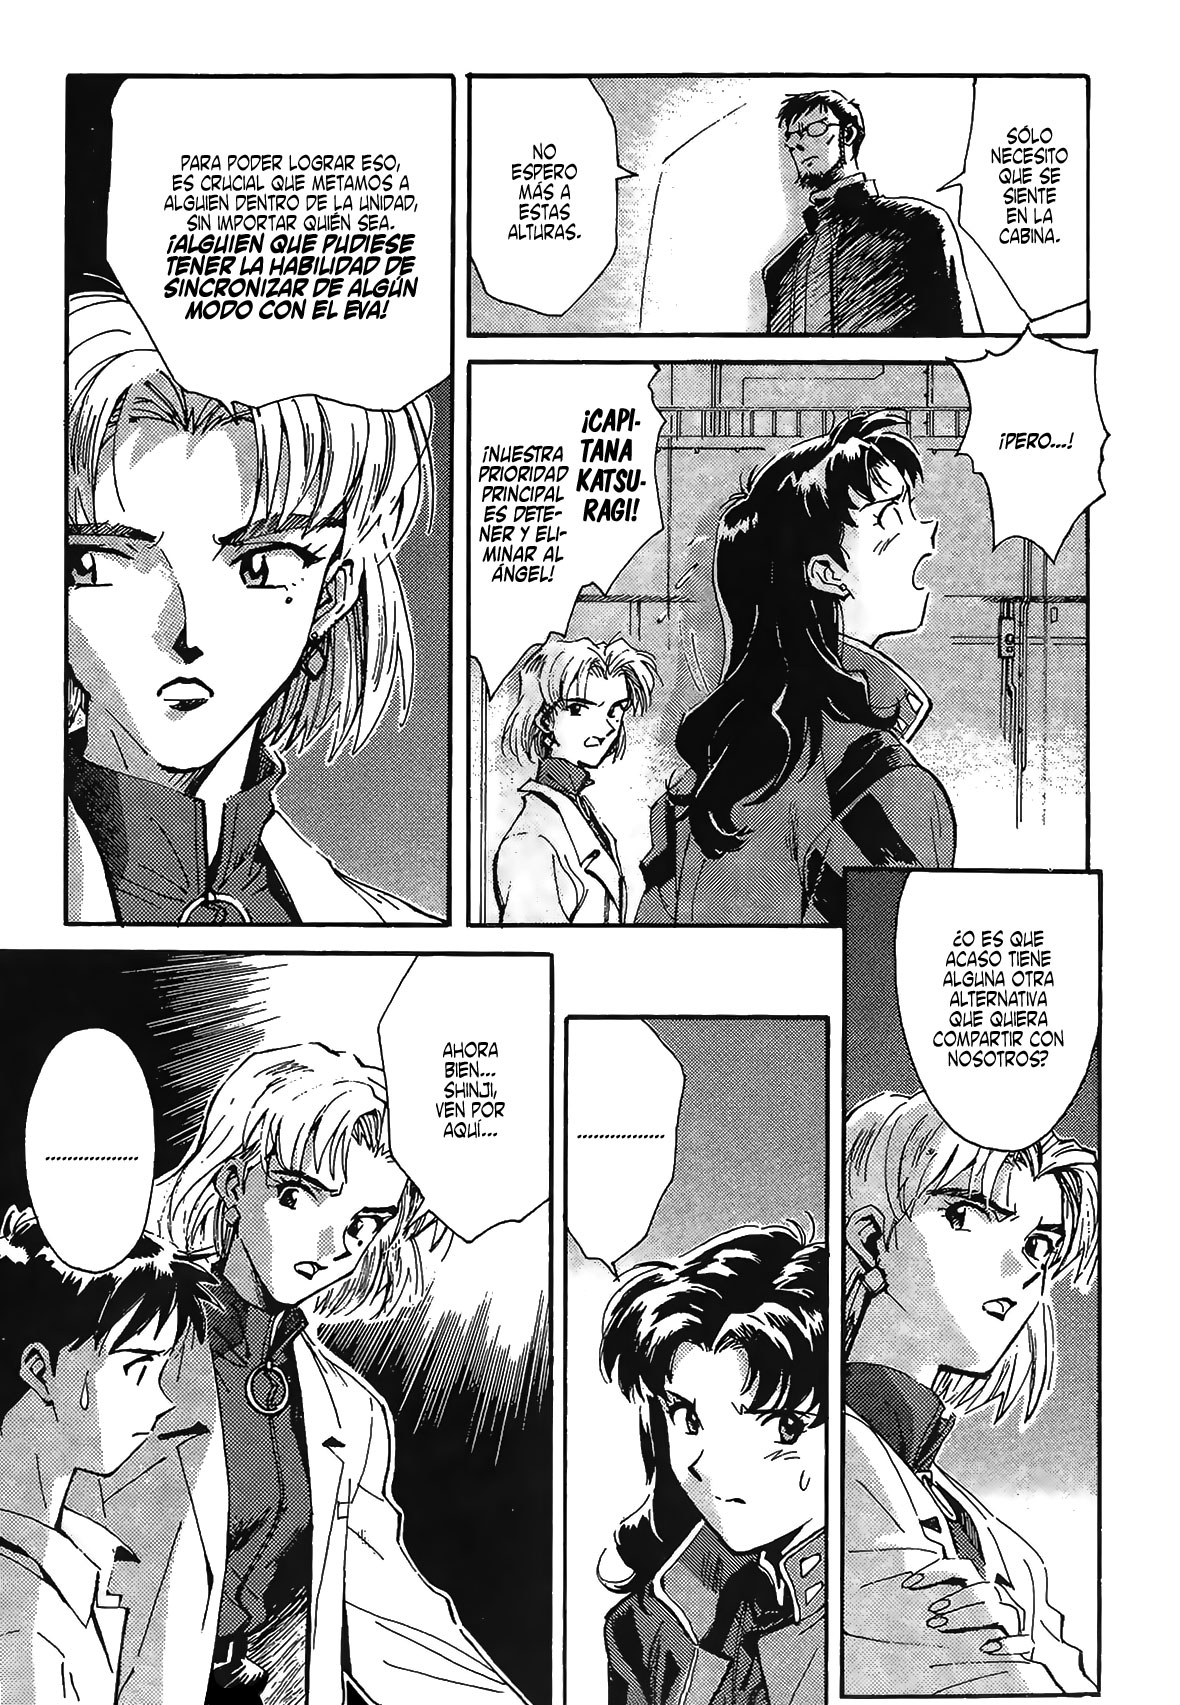 SÓLO
NECESITO
QUE SE
SIENTE
EN LA
CABINA.
NO
ESPERO
MÁS A
ESTAS
ALTURAS.
¡PERO...!
¡CAPI-
TANA
KATSU-
RAGI!
¡NUESTRA
PRIORIDAD
PRINCIPAL
ES DETE-
NER Y ELI-
MINAR AL
ÁNGEL!
PARA PODER LOGRAR ESO,
ES CRUCIAL QUE METAMOS A
ALGUIEN DENTRO DE LA UNIDAD,
SIN IMPORTAR QUIÉN SEA.
¡ALGUIEN QUE PUDIESE
TENER LA HABILIDAD DE
SINCRONIZAR DE ALGÚN
MODO CON EL EVA!
¿O ES QUE
ACASO TIENE
ALGUNA OTRA
ALTERNATIVA
QUE QUIERA
COMPARTIR CON
NOSOTROS?
...................
AHORA
BIEN...
SHINJI,
VEN POR
AQUÍ...
....................